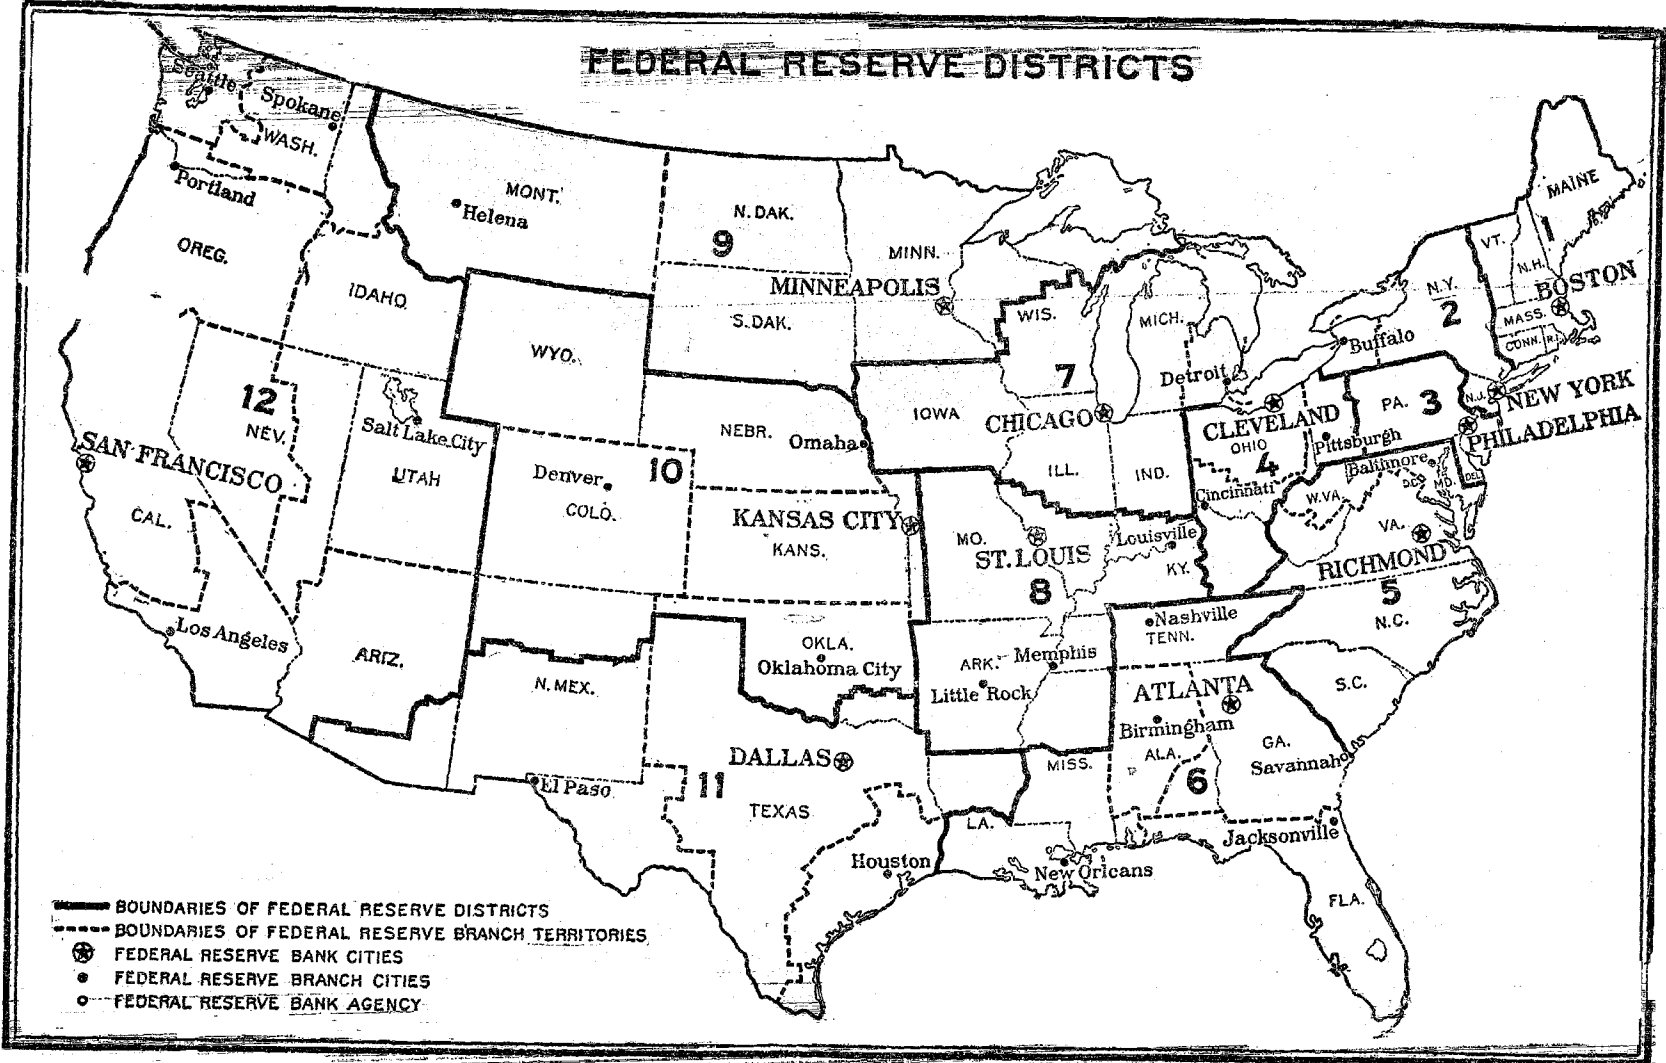 FEDERAL RESERVE DISTRICTS
Seattle
Spokane
WASH.
Portland
OREG.
MONT.
Helena
IDAHO
WYO.
N. DAK.
9
MINN.
MINNEAPOLIS
S. DAK.
WIS.
MICH.
7
Detroit
IOWA
CHICAGO
ILL.
IND.
MAINE
1
VT.
N.H.
BOSTON
MASS.
CONN.
R.I.
N.Y.
2
Buffalo
NEW YORK
N.J.
PA.
3
PHILADELPHIA
CLEVELAND
OHIO
4
Pittsburgh
Cincinnati
Baltimore
D.C.
MD.
DEL.
W.VA.
VA.
RICHMOND
5
N.C.
S.C.
12
NEV.
SAN FRANCISCO
CAL.
Los Angeles
Salt Lake City
UTAH
ARIZ.
NEBR.
Omaha
Denver
10
COLO.
KANSAS CITY
KANS.
OKLA.
Oklahoma City
N. MEX.
El Paso
DALLAS
11
TEXAS
Houston
MO.
ST. LOUIS
8
Louisville
KY.
ARK.
Memphis
Little Rock
Nashville
TENN.
ATLANTA
Birmingham
ALA.
6
GA.
Savannah
MISS.
LA.
New Orleans
Jacksonville
FLA.
BOUNDARIES OF FEDERAL RESERVE DISTRICTS
BOUNDARIES OF FEDERAL RESERVE BRANCH TERRITORIES
FEDERAL RESERVE BANK CITIES
FEDERAL RESERVE BRANCH CITIES
FEDERAL RESERVE BANK AGENCY